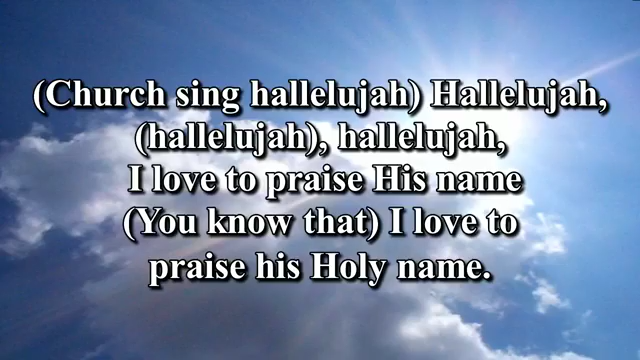 (Church sing hallelujah) Hallelujah,
(hallelujah), hallelujah,
I love to praise His name
(You know that) I love to
praise his Holy name.